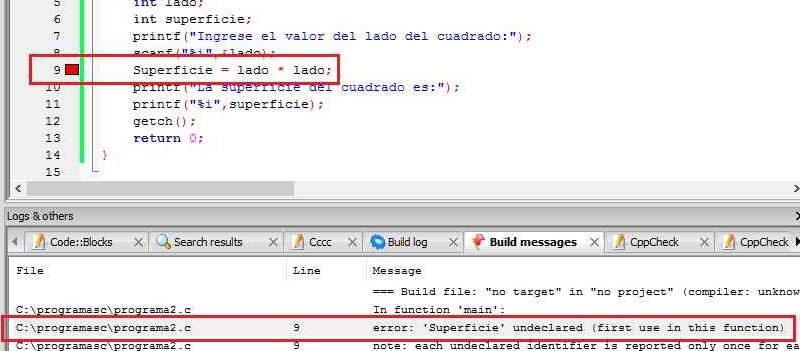 5 int lado;
6 int superficie;
7 printf("Ingrese el valor del lado del cuadrado:");
8 scanf("%i",&lado);
9 Superficie = lado * lado;
10 printf("La superficie del cuadrado es:");
11 printf("%i",superficie);
12 getch();
13 return 0;
14 }
15
Logs & others
Code::Blocks Search results Cccc Build log Build messages CppCheck CppCheck
File Line Message
=== Build file: "no target" in "no project" (compiler: unknow
C:\programasc\programa2.c In function 'main':
C:\programasc\programa2.c 9 error: 'Superficie' undeclared (first use in this function)
C:\programasc\programa2.c 9 note: each undeclared identifier is reported only once for ea